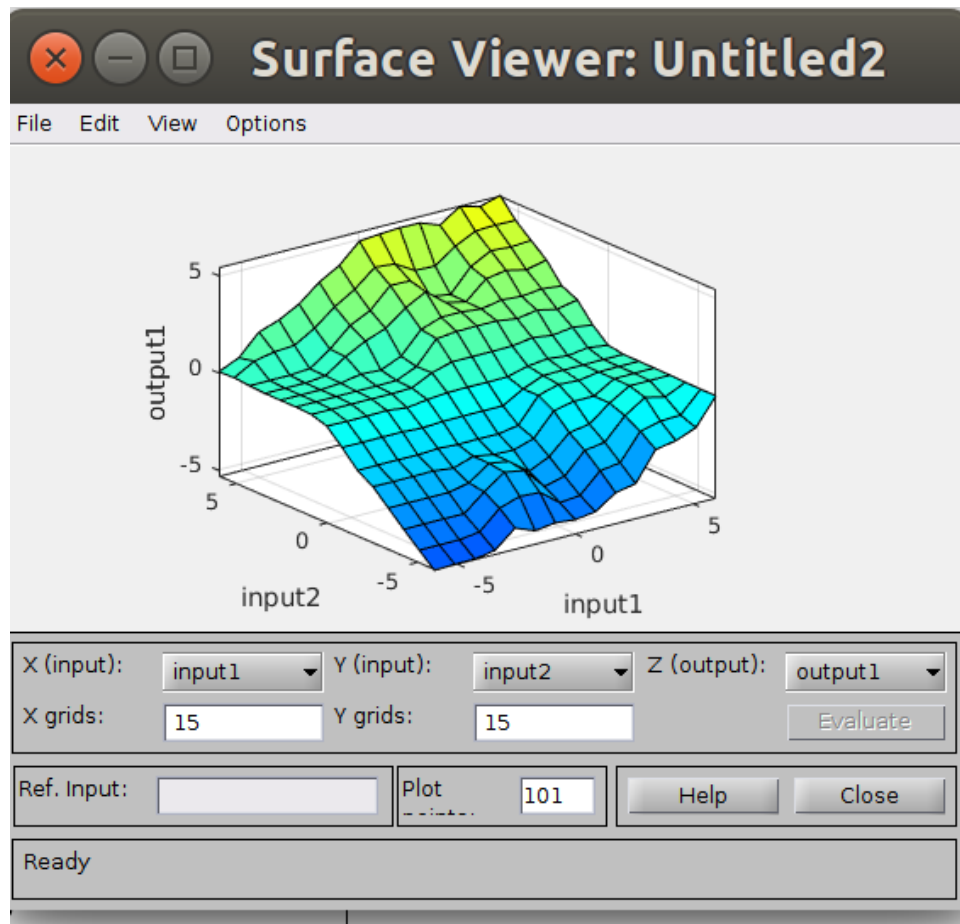 Surface Viewer: Untitled2
File Edit View Options
5
0
-5
output1
5
0
-5
input2
-5
0
5
input1
X (input): input1 Y (input): input2 Z (output): output1
X grids: 15 Y grids: 15 Evaluate
Ref. Input: Plot 101 Help Close
Ready